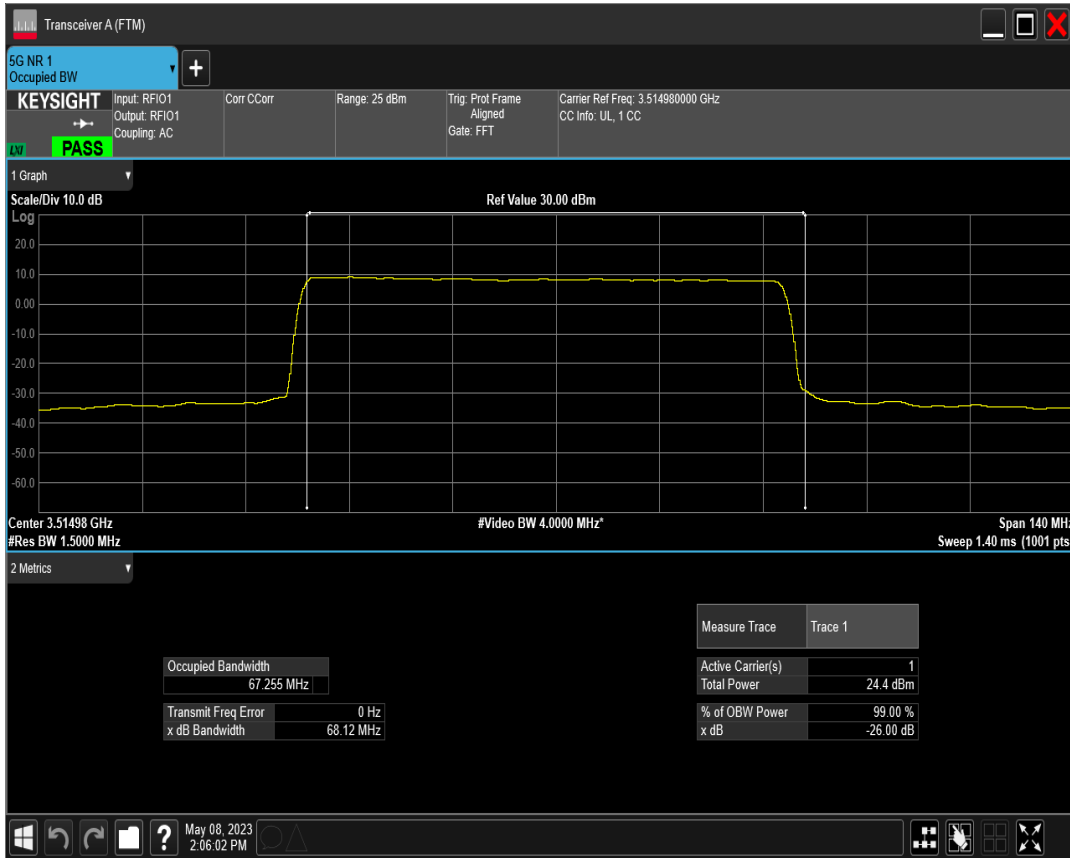 Transceiver A (FTM)
5G NR 1
Occupied BW
+
KEYSIGHT
LXI
PASS
Input: RFIO1
Output: RFIO1
Coupling: AC
Corr CCorr
Range: 25 dBm
Trig: Prot Frame
Aligned
Gate: FFT
Carrier Ref Freq: 3.514980000 GHz
CC Info: UL, 1 CC
1 Graph
Scale/Div 10.0 dB
Ref Value 30.00 dBm
Log
20.0
10.0
0.00
-10.0
-20.0
-30.0
-40.0
-50.0
-60.0
Center 3.51498 GHz
#Video BW 4.0000 MHz*
Span 140 MHz
#Res BW 1.5000 MHz
Sweep 1.40 ms (1001 pts
2 Metrics
Measure Trace Trace 1
Occupied Bandwidth
67.255 MHz
Active Carrier(s) 1
Total Power 24.4 dBm
Transmit Freq Error 0 Hz
x dB Bandwidth 68.12 MHz
% of OBW Power 99.00 %
x dB -26.00 dB
?
May 08, 2023
2:06:02 PM